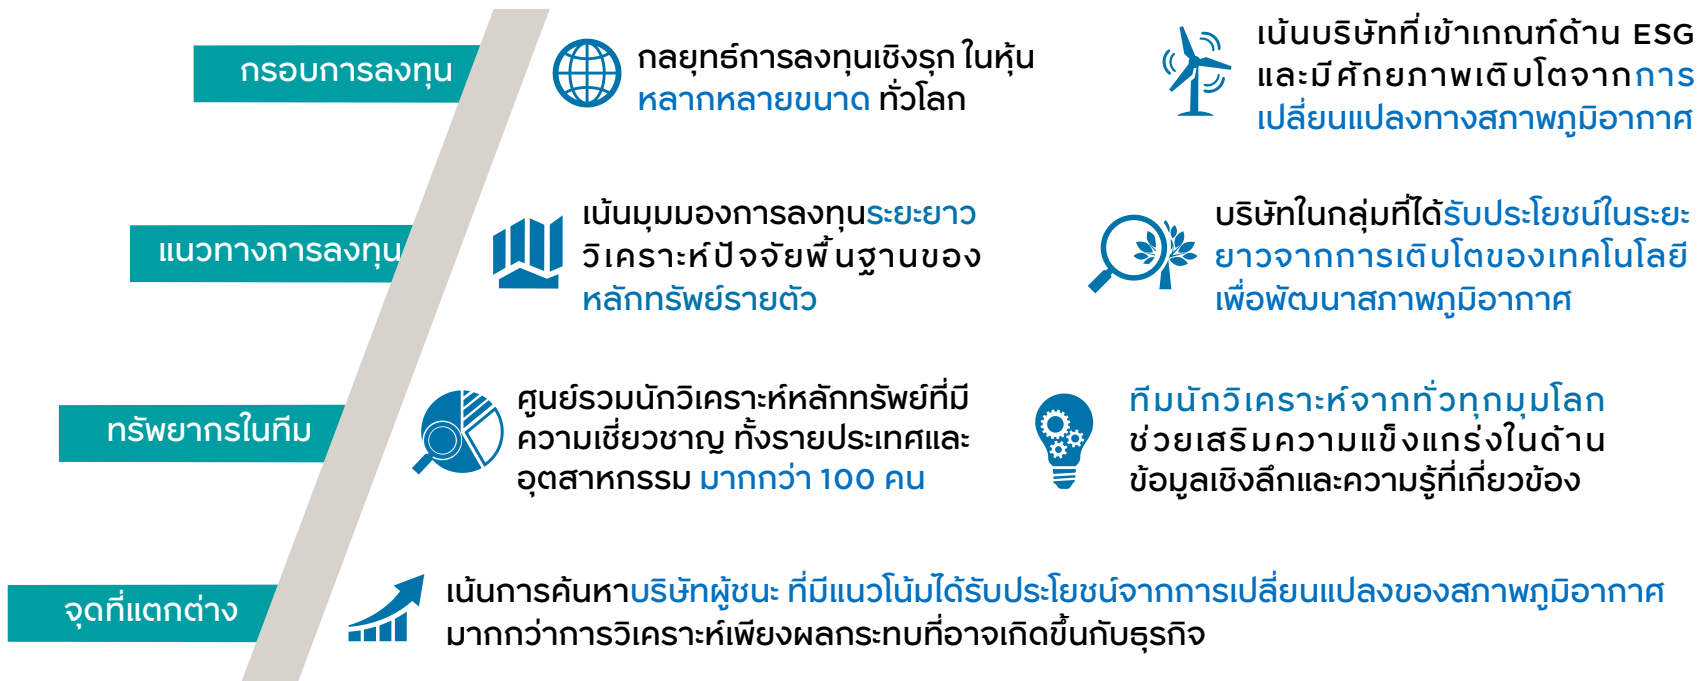 กรอบการลงทุน
กลยุทธ์การลงทุนเชิงรุก ในหุ้น
หลากหลายขนาด ทั่วโลก
เน้นบริษัทที่เข้าเกณฑ์ด้าน ESG
และมีศักยภาพเติบโตจากการ
เปลี่ยนแปลงทางสภาพภูมิอากาศ
แนวทางการลงทุน
เน้นมุมมองการลงทุนระยะยาว
วิเคราะห์ปัจจัยพื้นฐานของ
หลักทรัพย์รายตัว
บริษัทในกลุ่มที่ได้รับประโยชน์ในระยะ
ยาวจากการเติบโตของเทคโนโลยี
เพื่อพัฒนาสภาพภูมิอากาศ
ทรัพยากรในทีม
ศูนย์รวมนักวิเคราะห์หลักทรัพย์ที่มี
ความเชี่ยวชาญ ทั้งรายประเทศและ
อุตสาหกรรม มากกว่า 100 คน
ทีมนักวิเคราะห์จากทั่วทุกมุมโลก
ช่วยเสริมความแข็งแกร่งในด้าน
ข้อมูลเชิงลึกและความรู้ที่เกี่ยวข้อง
จุดที่แตกต่าง
เน้นการค้นหาบริษัทผู้ชนะ ที่มีแนวโน้มได้รับประโยชน์จากการเปลี่ยนแปลงของสภาพภูมิอากาศ
มากกว่าการวิเคราะห์เพียงผลกระทบที่อาจเกิดขึ้นกับธุรกิจ